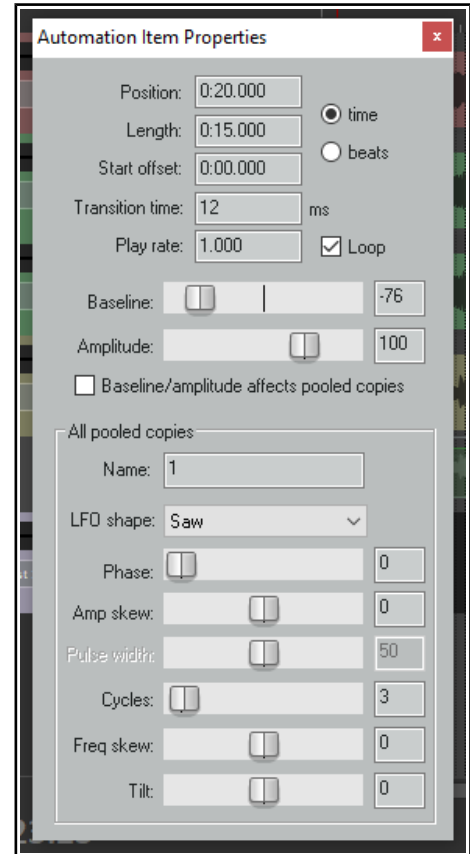 Automation Item Properties x
Position: 0:20.000
time
Length: 0:15.000
beats
Start offset: 0:00.000
Transition time: 12 ms
Play rate: 1.000 Loop
Baseline: -76
Amplitude: 100
Baseline/amplitude affects pooled copies
All pooled copies
Name: 1
LFO shape: Saw
Phase: 0
Amp skew: 0
Pulse width: 50
Cycles: 3
Freq skew: 0
Tilt: 0